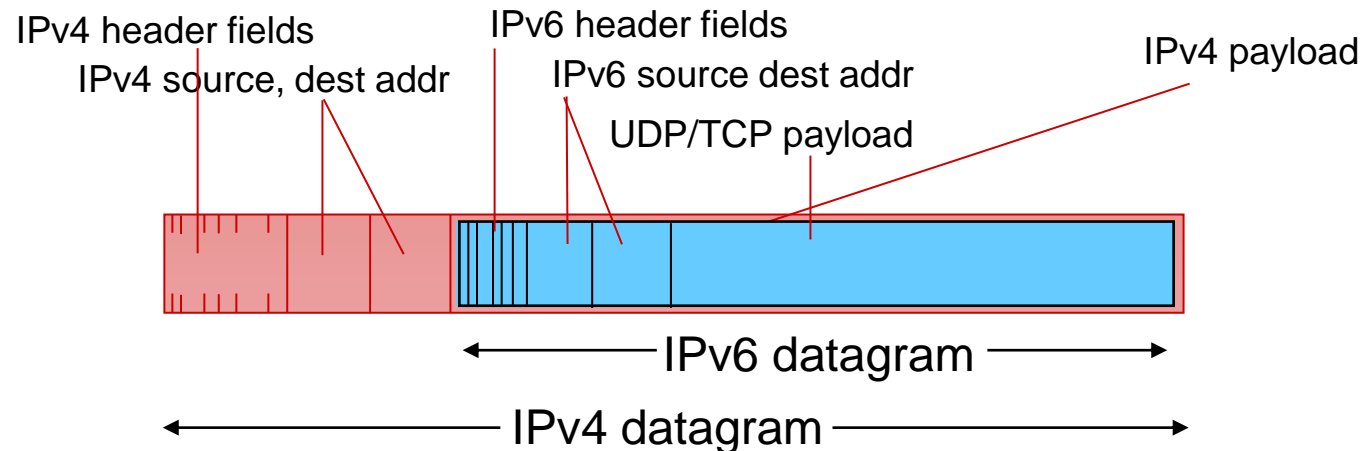 IPv4 header fields
IPv6 header fields
IPv4 payload
IPv4 source, dest addr
IPv6 source dest addr
UDP/TCP payload
IPv6 datagram
IPv4 datagram